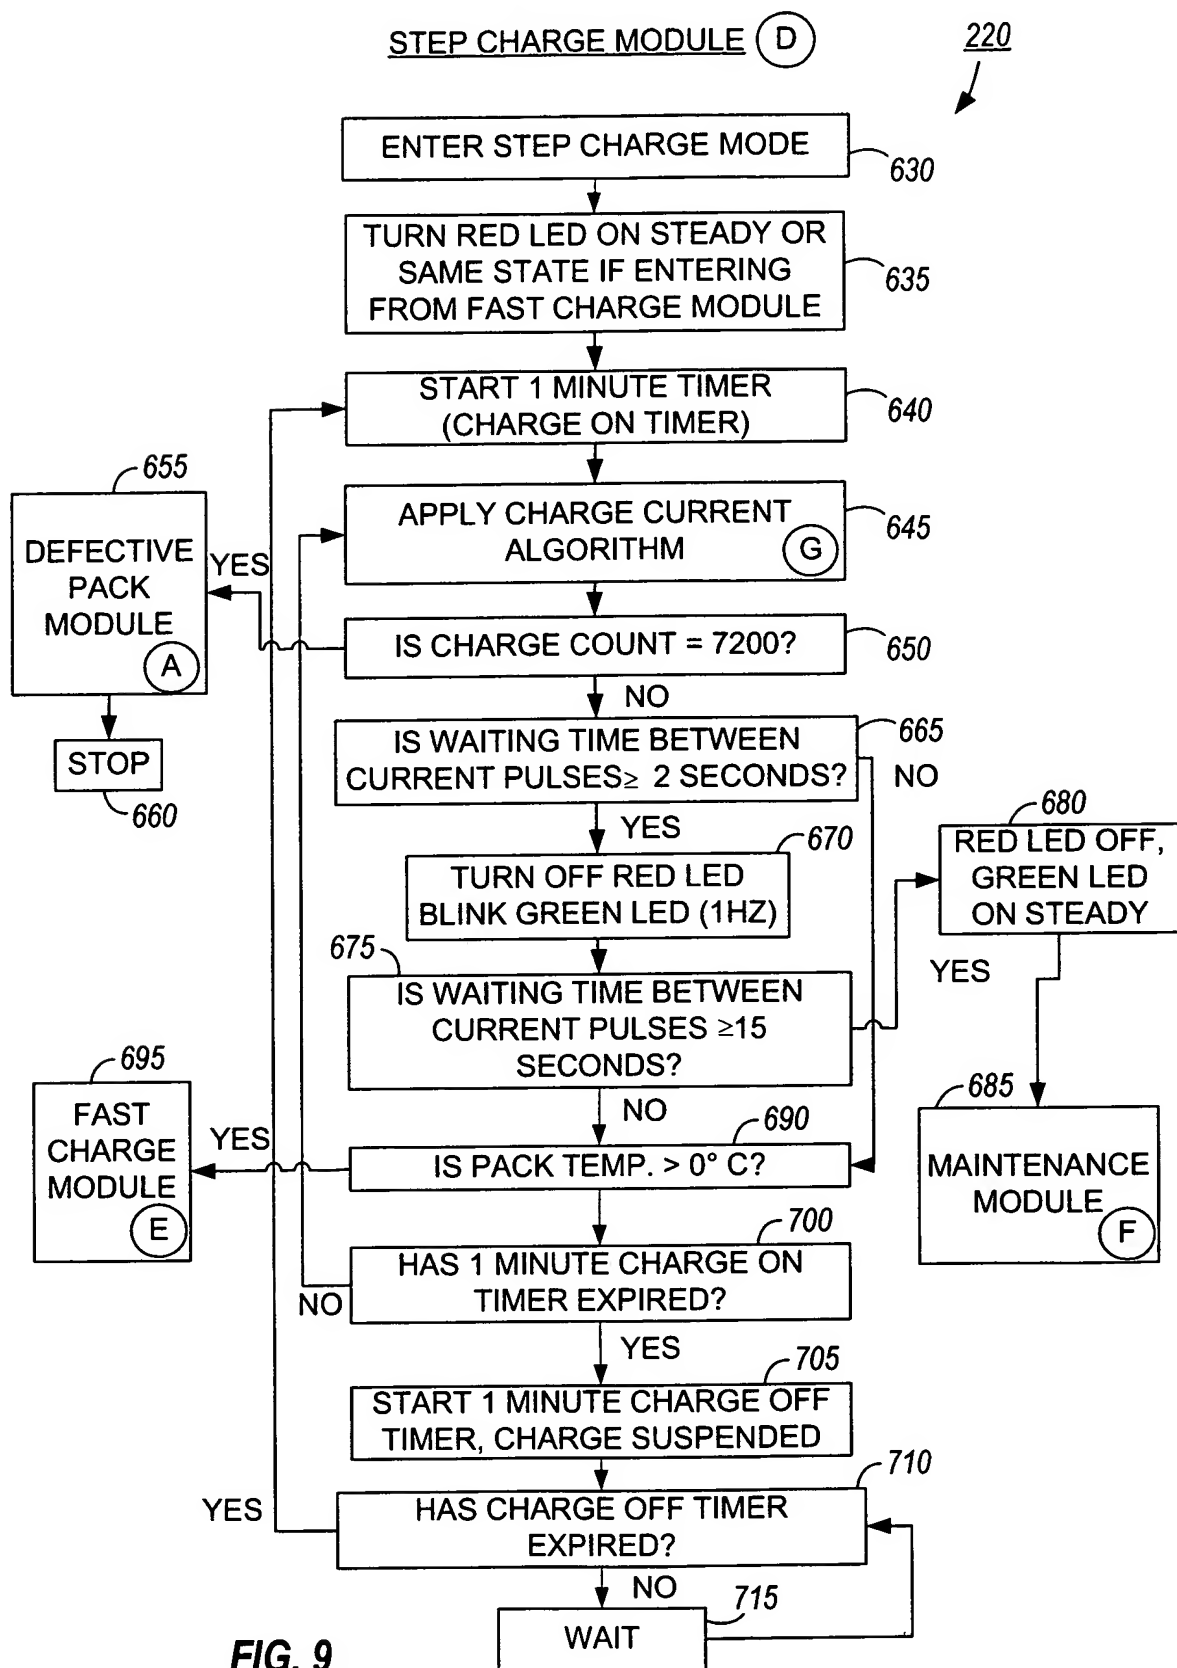 STEP CHARGE MODULE D
220
ENTER STEP CHARGE MODE
630
TURN RED LED ON STEADY OR
SAME STATE IF ENTERING
FROM FAST CHARGE MODULE
635
START 1 MINUTE TIMER
(CHARGE ON TIMER)
640
655
DEFECTIVE
PACK
MODULE
A
YES
APPLY CHARGE CURRENT
ALGORITHM
G
645
IS CHARGE COUNT = 7200?
650
NO
STOP
660
IS WAITING TIME BETWEEN
CURRENT PULSES≥ 2 SECONDS?
665
NO
YES
670
TURN OFF RED LED
BLINK GREEN LED (1HZ)
680
RED LED OFF,
GREEN LED
ON STEADY
YES
675
IS WAITING TIME BETWEEN
CURRENT PULSES ≥15
SECONDS?
NO
685
MAINTENANCE
MODULE
F
695
FAST
CHARGE
MODULE
E
YES
690
IS PACK TEMP. > 0° C?
700
HAS 1 MINUTE CHARGE ON
TIMER EXPIRED?
NO
YES
705
START 1 MINUTE CHARGE OFF
TIMER, CHARGE SUSPENDED
710
YES
HAS CHARGE OFF TIMER
EXPIRED?
NO
715
WAIT
FIG. 9